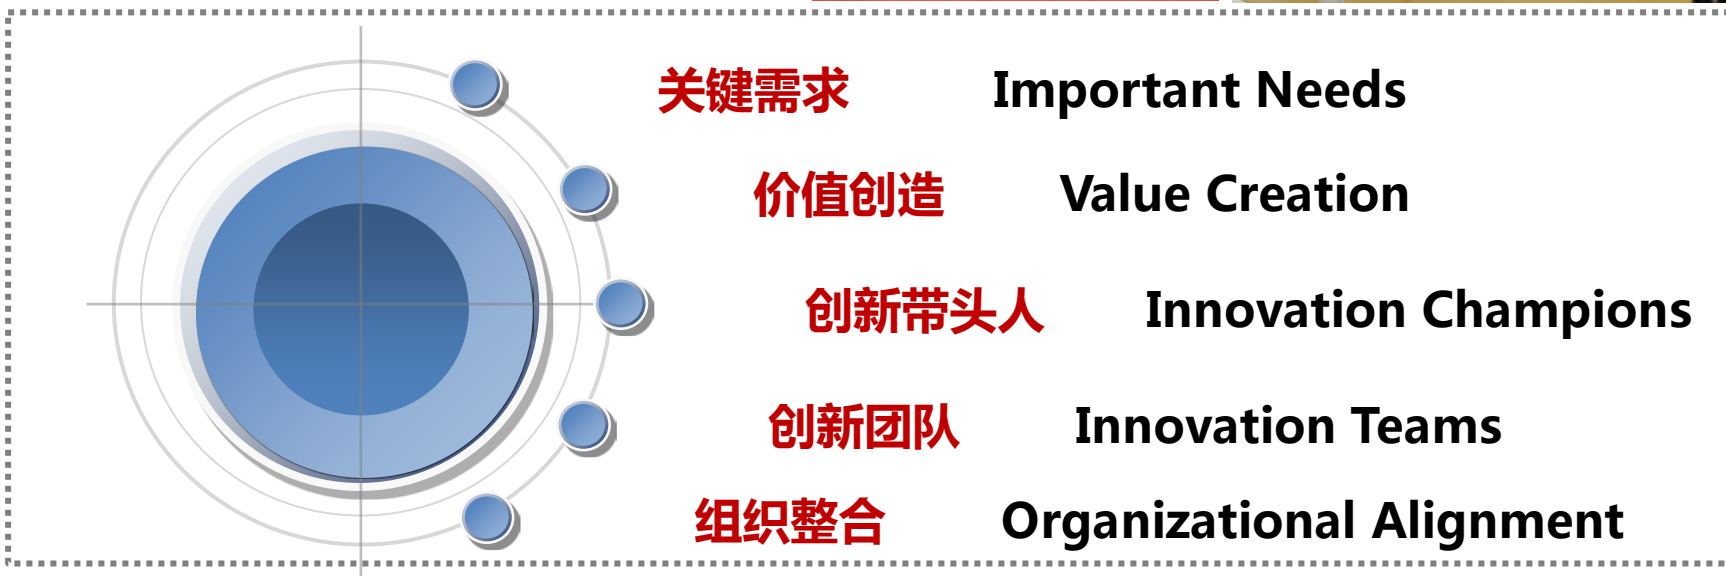 关键需求 Important Needs
价值创造 Value Creation
创新带头人 Innovation Champions
创新团队 Innovation Teams
组织整合 Organizational Alignment